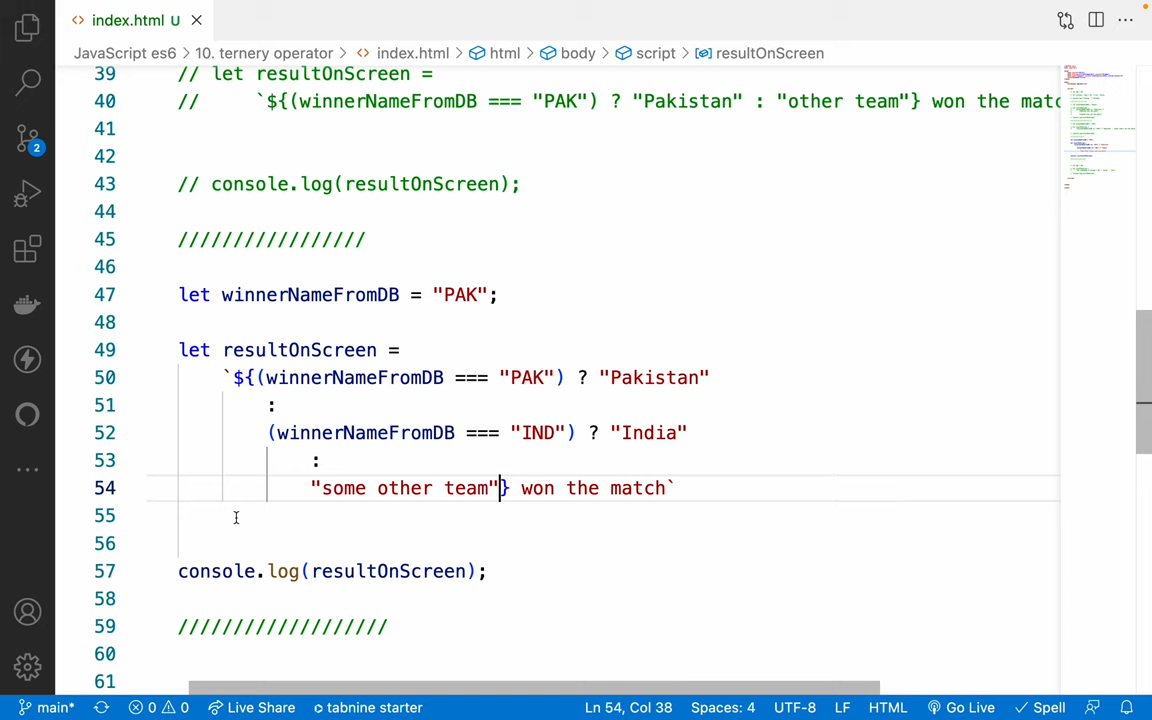 index.html U
JavaScript es6 > 10. ternery operator > index.html > html > body > script > resultOnScreen
39 // let resultOnScreen =
40 //     `${(winnerNameFromDB === "PAK") ? "Pakistan" : "other team"} won the matc
41
42
43 // console.log(resultOnScreen);
44
45 /////////////////
46
47 let winnerNameFromDB = "PAK";
48
49 let resultOnScreen =
50 `${(winnerNameFromDB === "PAK") ? "Pakistan"
51 :
52 (winnerNameFromDB === "IND") ? "India"
53 :
54 "some other team"} won the match`
55
56
57 console.log(resultOnScreen);
58
59 ///////////////////
60
61
2
main* 0 0 Live Share tabnine starter Ln 54, Col 38 Spaces: 4 UTF-8 LF HTML Go Live Spell